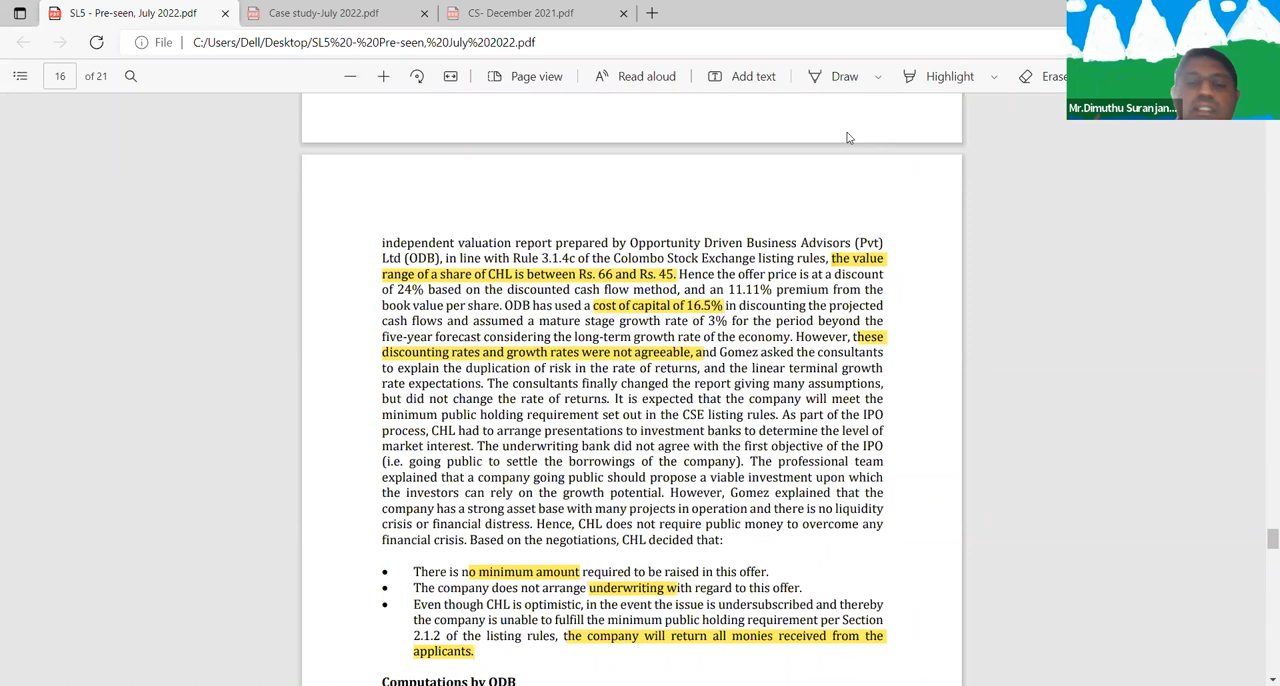 SL5 - Pre-seen, July 2022.pdf
Case study-July 2022.pdf
CS- December 2021.pdf
File
C:/Users/Dell/Desktop/SL5%20-%20Pre-seen,%20July%202022.pdf
16 of 21
Page view
Read aloud
Add text
Draw
Highlight
Erase
Mr.Dimuthu Suranjan...
independent valuation report prepared by Opportunity Driven Business Advisors (Pvt)
Ltd (ODB), in line with Rule 3.1.4c of the Colombo Stock Exchange listing rules, the value
range of a share of CHL is between Rs. 66 and Rs. 45. Hence the offer price is at a discount
of 24% based on the discounted cash flow method, and an 11.11% premium from the
book value per share. ODB has used a cost of capital of 16.5% in discounting the projected
cash flows and assumed a mature stage growth rate of 3% for the period beyond the
five-year forecast considering the long-term growth rate of the economy. However, these
discounting rates and growth rates were not agreeable, and Gomez asked the consultants
to explain the duplication of risk in the rate of returns, and the linear terminal growth
rate expectations. The consultants finally changed the report giving many assumptions,
but did not change the rate of returns. It is expected that the company will meet the
minimum public holding requirement set out in the CSE listing rules. As part of the IPO
process, CHL had to arrange presentations to investment banks to determine the level of
market interest. The underwriting bank did not agree with the first objective of the IPO
(i.e. going public to settle the borrowings of the company). The professional team
explained that a company going public should propose a viable investment upon which
the investors can rely on the growth potential. However, Gomez explained that the
company has a strong asset base with many projects in operation and there is no liquidity
crisis or financial distress. Hence, CHL does not require public money to overcome any
financial crisis. Based on the negotiations, CHL decided that:
• There is no minimum amount required to be raised in this offer.
• The company does not arrange underwriting with regard to this offer.
• Even though CHL is optimistic, in the event the issue is undersubscribed and thereby
the company is unable to fulfill the minimum public holding requirement per Section
2.1.2 of the listing rules, the company will return all monies received from the
applicants.
Computations by ODB